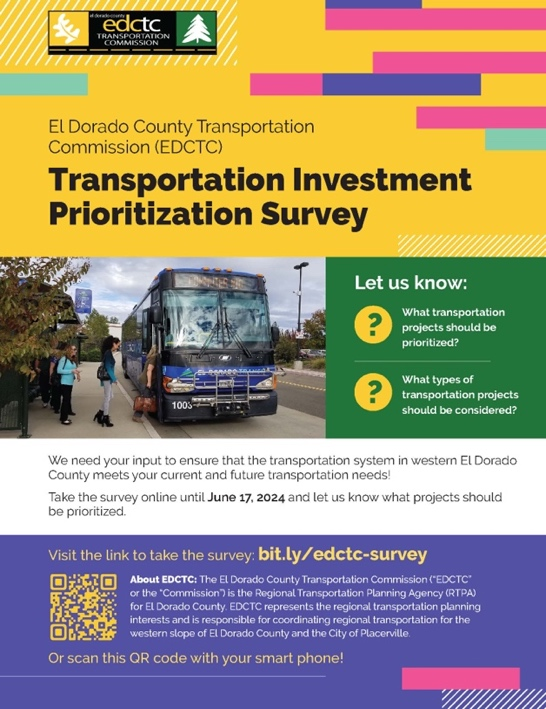 el dorado county
edctc
TRANSPORTATION
COMMISSION
El Dorado County Transportation
Commission (EDCTC)
Transportation Investment
Prioritization Survey
Let us know:
?
What transportation
projects should be
prioritized?
?
What types of
transportation projects
should be considered?
1003
We need your input to ensure that the transportation system in western El Dorado
County meets your current and future transportation needs!
Take the survey online until June 17, 2024 and let us know what projects should
be prioritized.
Visit the link to take the survey: bit.ly/edctc-survey
About EDCTC: The El Dorado County Transportation Commission (“EDCTC”
or the “Commission”) is the Regional Transportation Planning Agency (RTPA)
for El Dorado County. EDCTC represents the regional transportation planning
interests and is responsible for coordinating regional transportation for the
western slope of El Dorado County and the City of Placerville.
Or scan this QR code with your smart phone!